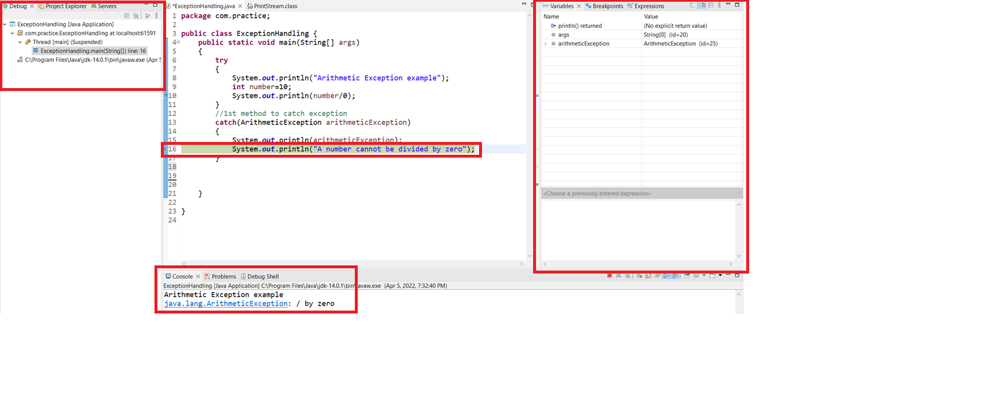 Debug Project Explorer Servers
ExceptionHandling [Java Application]
com.practice.ExceptionHandling at localhost:61591
Thread [main] (Suspended)
ExceptionHandling.main(String[]) line: 16
C:\Program Files\Java\jdk-14.0.1\bin\javaw.exe (Apr 5
*ExceptionHandling.java PrintStream.class
1 package com.practice;
2
3 public class ExceptionHandling {
4 public static void main(String[] args)
5 {
6 try
7 {
8 System.out.println("Arithmetic Exception example");
9 int number=10;
10 System.out.println(number/0);
11 }
12 //1st method to catch exception
13 catch(ArithmeticException arithmeticException)
14 {
15 System.out.println(arithmeticException);
16 System.out.println("A number cannot be divided by zero");
17 }
18
19
20
21 }
22
23 }
24
Variables Breakpoints Expressions
Name Value
println() returned (No explicit return value)
args String[0] (id=20)
arithmeticException ArithmeticException (id=25)
<Choose a previously entered expression>
Console Problems Debug Shell
ExceptionHandling [Java Application] C:\Program Files\Java\jdk-14.0.1\bin\javaw.exe (Apr 5, 2022, 7:32:40 PM)
Arithmetic Exception example
java.lang.ArithmeticException: / by zero